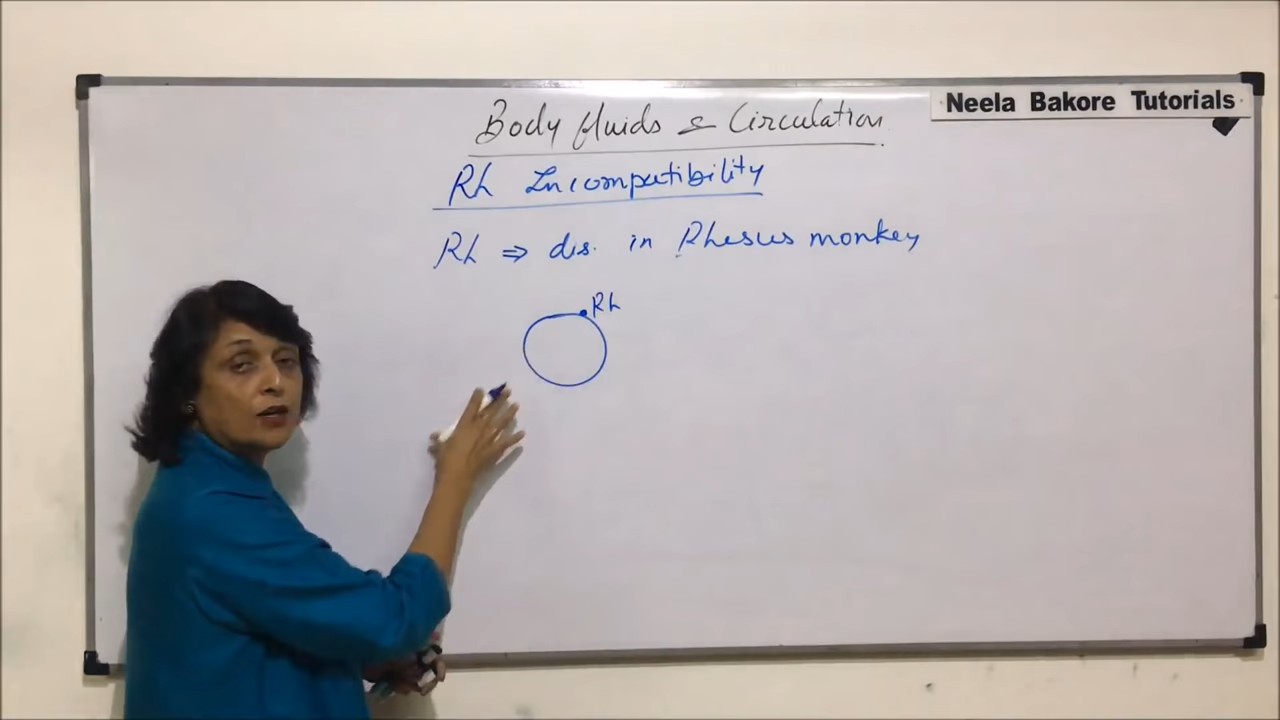 Neela Bakore Tutorials
Body fluids & Circulation
Rh Incompatibility
Rh ⇒ dis. in Rhesus monkey
Rh